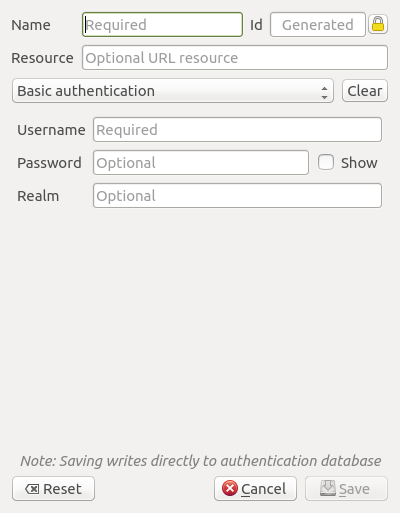 Name Required Id Generated
Resource Optional URL resource
Basic authentication Clear
Username Required
Password Optional Show
Realm Optional
Note: Saving writes directly to authentication database
Reset Cancel Save